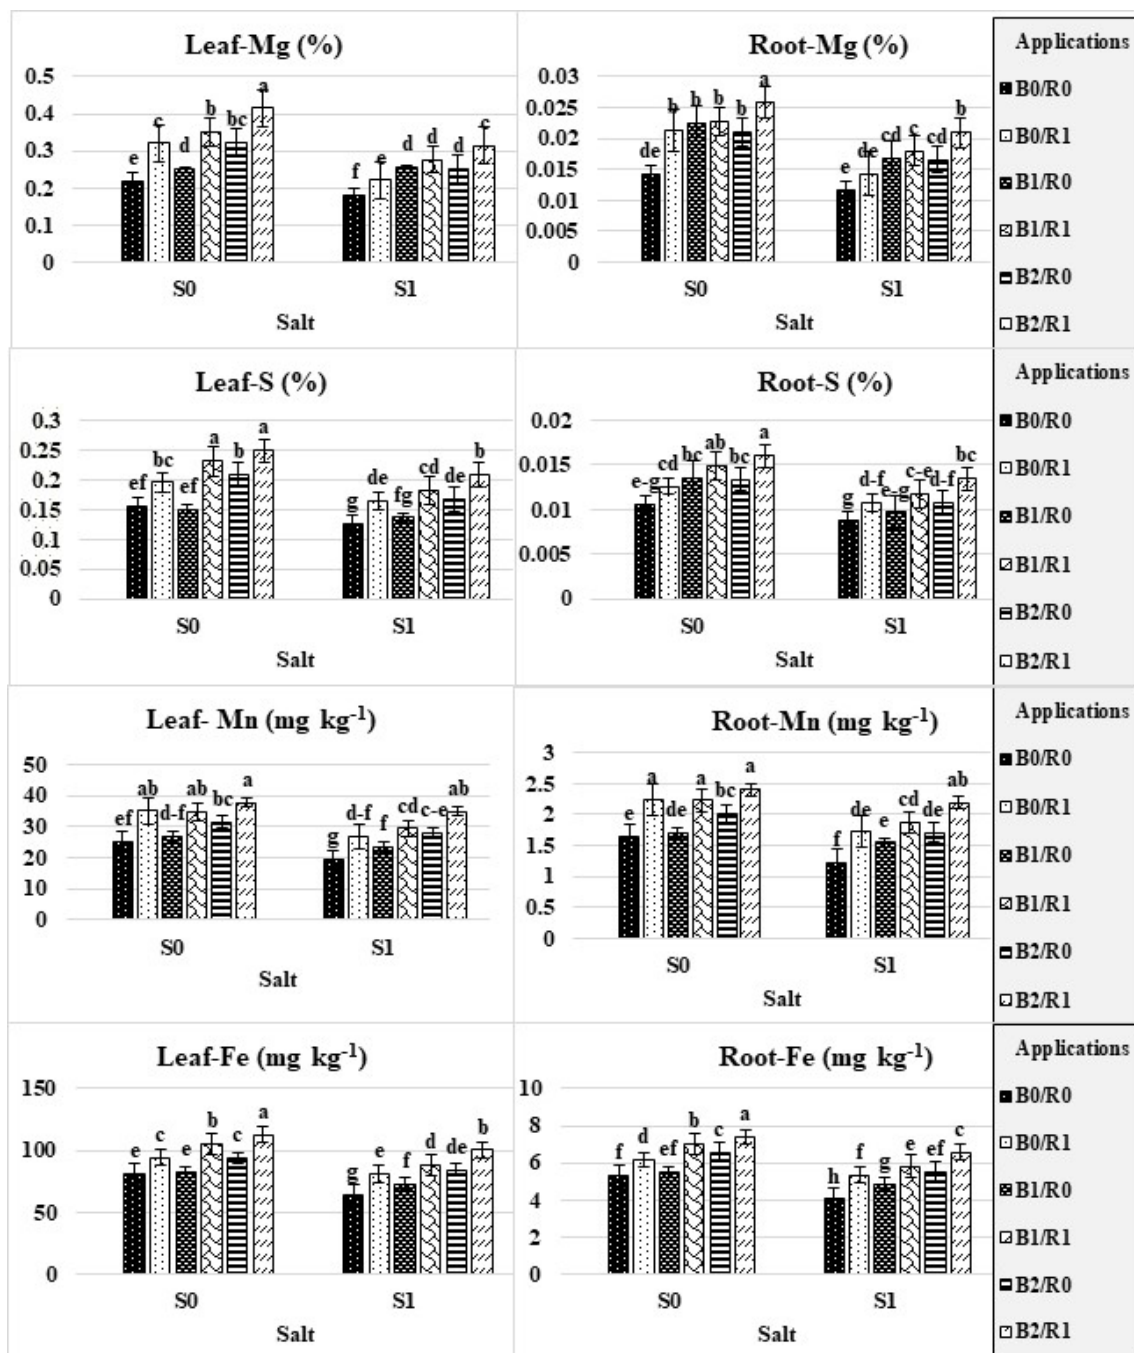 Leaf-Mg (%)
0.5
0.4
0.3
0.2
0.1
0
e c d b bc a
f e d d d c
S0 S1
Salt
Root-Mg (%)
0.03
0.025
0.02
0.015
0.01
0.005
0
de b b b b a
e de cd c cd b
S0 S1
Salt
Applications
B0/R0
B0/R1
B1/R0
B1/R1
B2/R0
B2/R1
Leaf-S (%)
0.3
0.25
0.2
0.15
0.1
0.05
0
ef bc ef a b a
g de fg cd de b
S0 S1
Salt
Root-S (%)
0.02
0.015
0.01
0.005
0
e-g cd bc ab bc a
g d-f e-g c-e d-f bc
S0 S1
Salt
Applications
B0/R0
B0/R1
B1/R0
B1/R1
B2/R0
B2/R1
Leaf- Mn (mg kg⁻¹)
50
40
30
20
10
0
ef ab d-f ab bc a
g d-f f cd c-e ab
S0 S1
Salt
Root-Mn (mg kg⁻¹)
3
2.5
2
1.5
1
0.5
0
e a de a bc a
f de e cd de ab
S0 S1
Salt
Applications
B0/R0
B0/R1
B1/R0
B1/R1
B2/R0
B2/R1
Leaf-Fe (mg kg⁻¹)
150
100
50
0
e c e b c a
g e f d de b
S0 S1
Salt
Root-Fe (mg kg⁻¹)
10
8
6
4
2
0
f d ef b c a
h f g e ef c
S0 S1
Salt
Applications
B0/R0
B0/R1
B1/R0
B1/R1
B2/R0
B2/R1